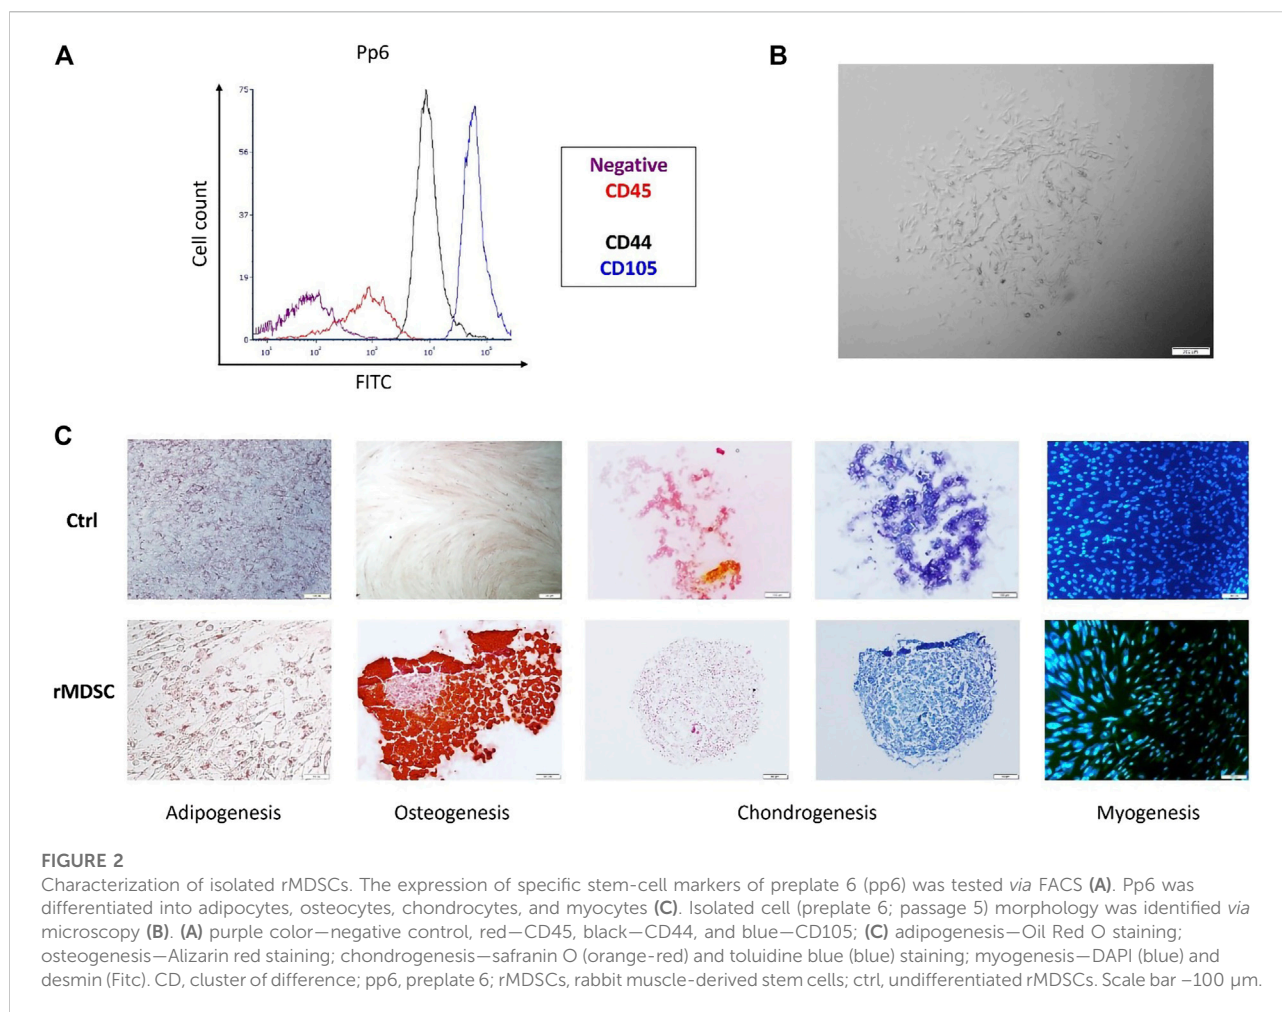 A
Pp6
75
56
37
19
0
10¹ 10² 10³ 10⁴ 10⁵
Cell count
FITC
Negative
CD45
CD44
CD105
B
C
Ctrl
rMDSC
Adipogenesis Osteogenesis Chondrogenesis Myogenesis
FIGURE 2
Characterization of isolated rMDSCs. The expression of specific stem-cell markers of preplate 6 (pp6) was tested via FACS (A). Pp6 was
differentiated into adipocytes, osteocytes, chondrocytes, and myocytes (C). Isolated cell (preplate 6; passage 5) morphology was identified via
microscopy (B). (A) purple color—negative control, red—CD45, black—CD44, and blue—CD105; (C) adipogenesis—Oil Red O staining;
osteogenesis—Alizarin red staining; chondrogenesis—safranin O (orange-red) and toluidine blue (blue) staining; myogenesis—DAPI (blue) and
desmin (Fitc). CD, cluster of difference; pp6, preplate 6; rMDSCs, rabbit muscle-derived stem cells; ctrl, undifferentiated rMDSCs. Scale bar –100 μm.